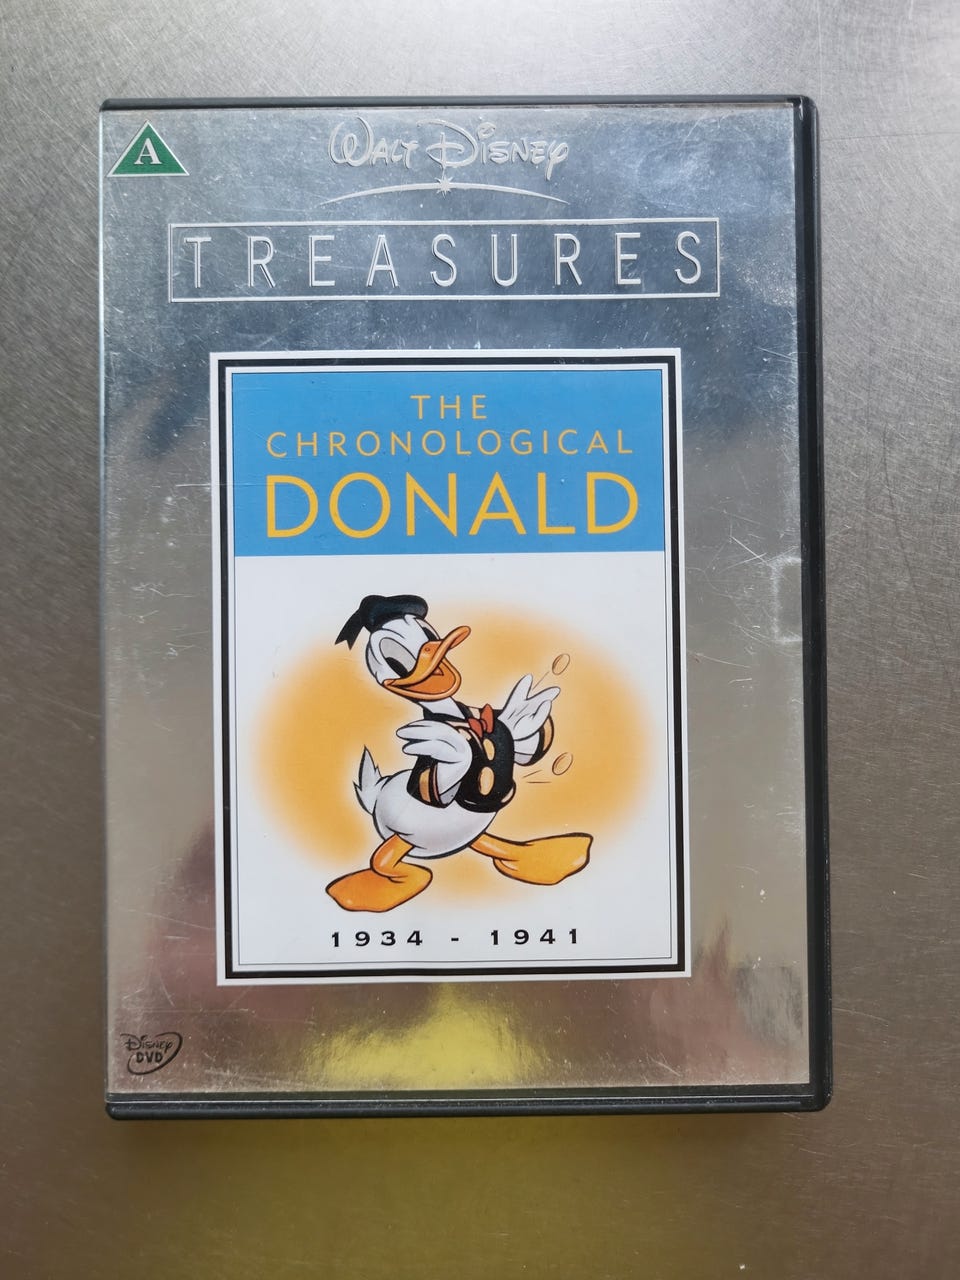 A
WALT DISNEY
TREASURES
THE
CHRONOLOGICAL
DONALD
1934 - 1941
DISNEY
DVD